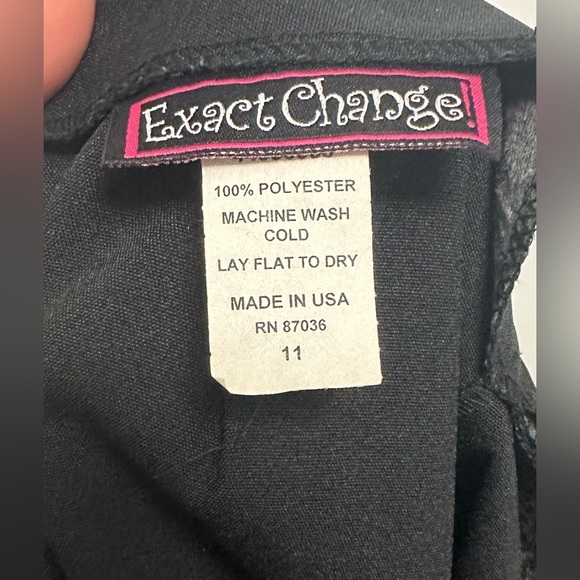 Exact Change!
100% POLYESTER
MACHINE WASH
COLD
LAY FLAT TO DRY
MADE IN USA
RN 87036
11